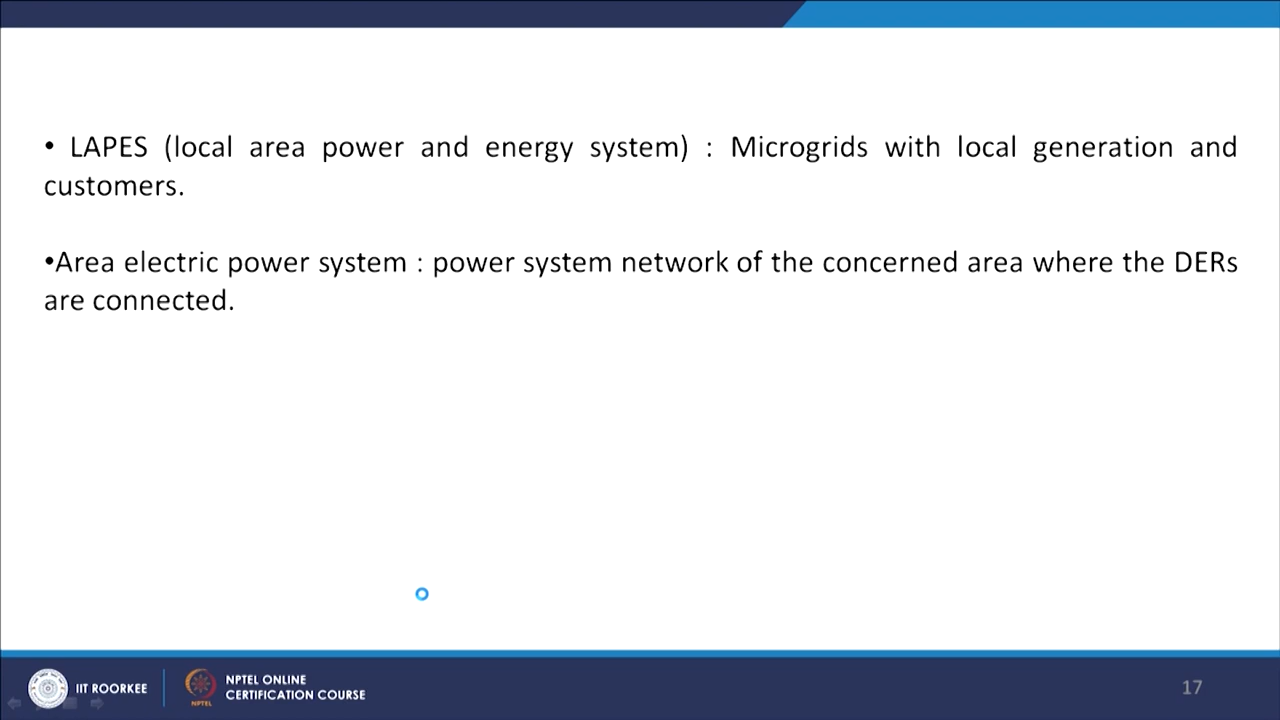 • LAPES (local area power and energy system) : Microgrids with local generation and
customers.
•Area electric power system : power system network of the concerned area where the DERs
are connected.
IIT ROORKEE
NPTEL
NPTEL ONLINE
CERTIFICATION COURSE
17